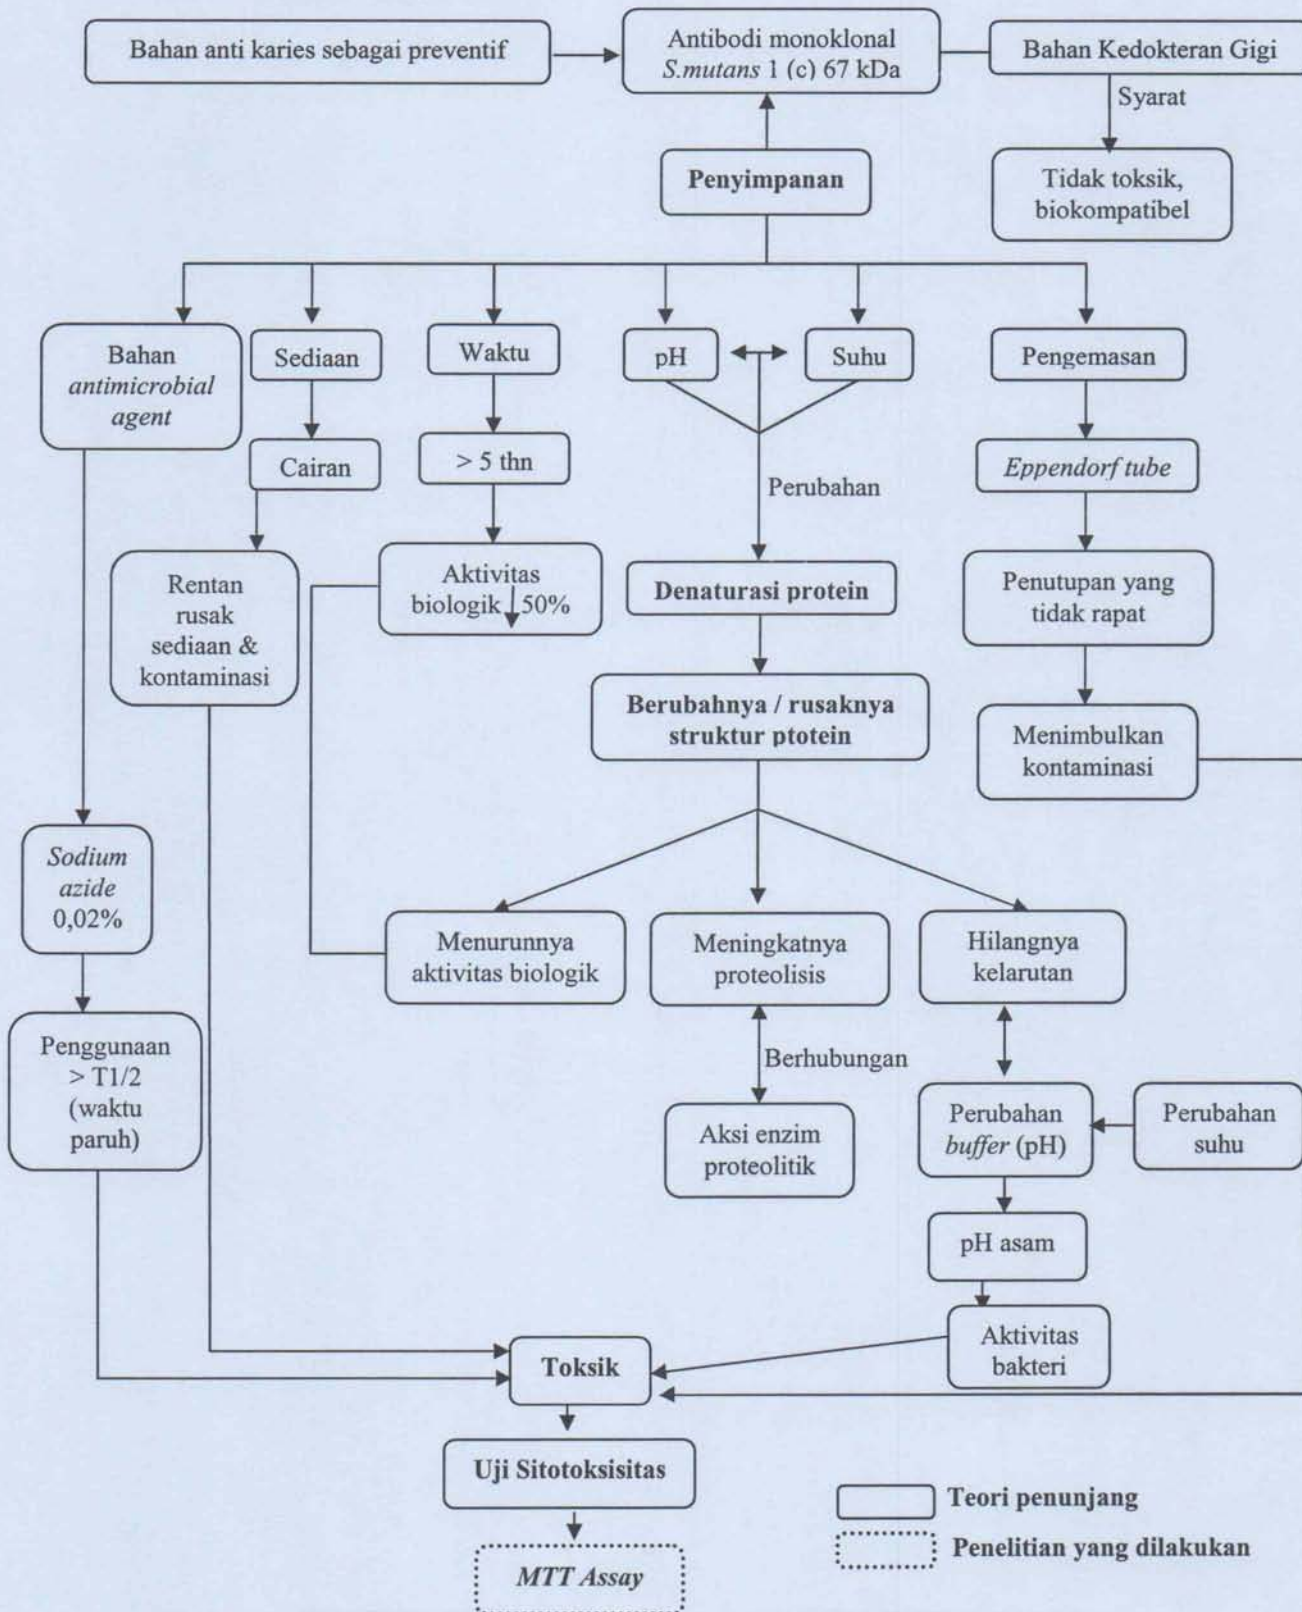 Bahan anti karies sebagai preventif
Antibodi monoklonal
S.mutans 1 (c) 67 kDa
Bahan Kedokteran Gigi
Syarat
Penyimpanan
Tidak toksik,
biokompatibel
Bahan
antimicrobial
agent
Sediaan
Waktu
pH
Suhu
Pengemasan
Cairan
> 5 thn
Eppendorf tube
Perubahan
Rentan
rusak
sediaan &
kontaminasi
Aktivitas
biologik 50%
Denaturasi protein
Penutupan yang
tidak rapat
Berubahnya / rusaknya
struktur ptotein
Menimbulkan
kontaminasi
Sodium
azide
0,02%
Menurunnya
aktivitas biologik
Meningkatnya
proteolisis
Hilangnya
kelarutan
Penggunaan
> T1/2
(waktu
paruh)
Berhubungan
Aksi enzim
proteolitik
Perubahan
buffer (pH)
Perubahan
suhu
pH asam
Aktivitas
bakteri
Toksik
Uji Sitotoksisitas
MTT Assay
Teori penunjang
Penelitian yang dilakukan